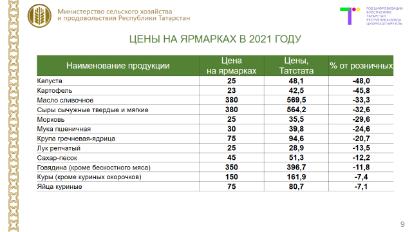 Министерство сельского хозяйства
и продовольствия Республики Татарстан
ЦЕНЫ НА ЯРМАРКАХ В 2021 ГОДУ
Наименование продукции Цена на ярмарках Цены, Татстата % от розничных
Капуста 25 48,1 -48,0
Картофель 23 42,5 -45,8
Масло сливочное 380 569,5 -33,3
Сыры сычужные твердые и мягкие 380 564,2 -32,6
Морковь 25 35,5 -29,6
Мука пшеничная 30 39,8 -24,6
Крупа гречневая-ядрица 75 94,6 -20,7
Лук репчатый 25 28,9 -13,5
Сахар-песок 45 51,3 -12,2
Говядина (кроме бескостного мяса) 350 396,7 -11,8
Куры (кроме куриных окорочков) 150 161,9 -7,4
Яйца куриные 75 80,7 -7,1
9